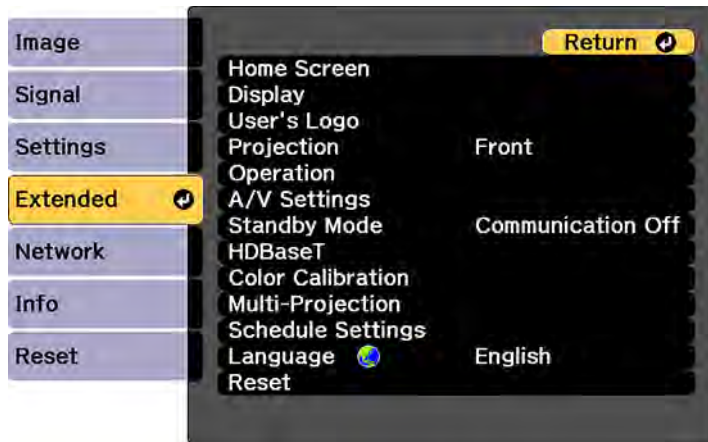 Image
Signal
Settings
Extended
Network
Info
Reset
Return
Home Screen
Display
User's Logo
Projection Front
Operation
A/V Settings
Standby Mode Communication Off
HDBaseT
Color Calibration
Multi-Projection
Schedule Settings
Language English
Reset